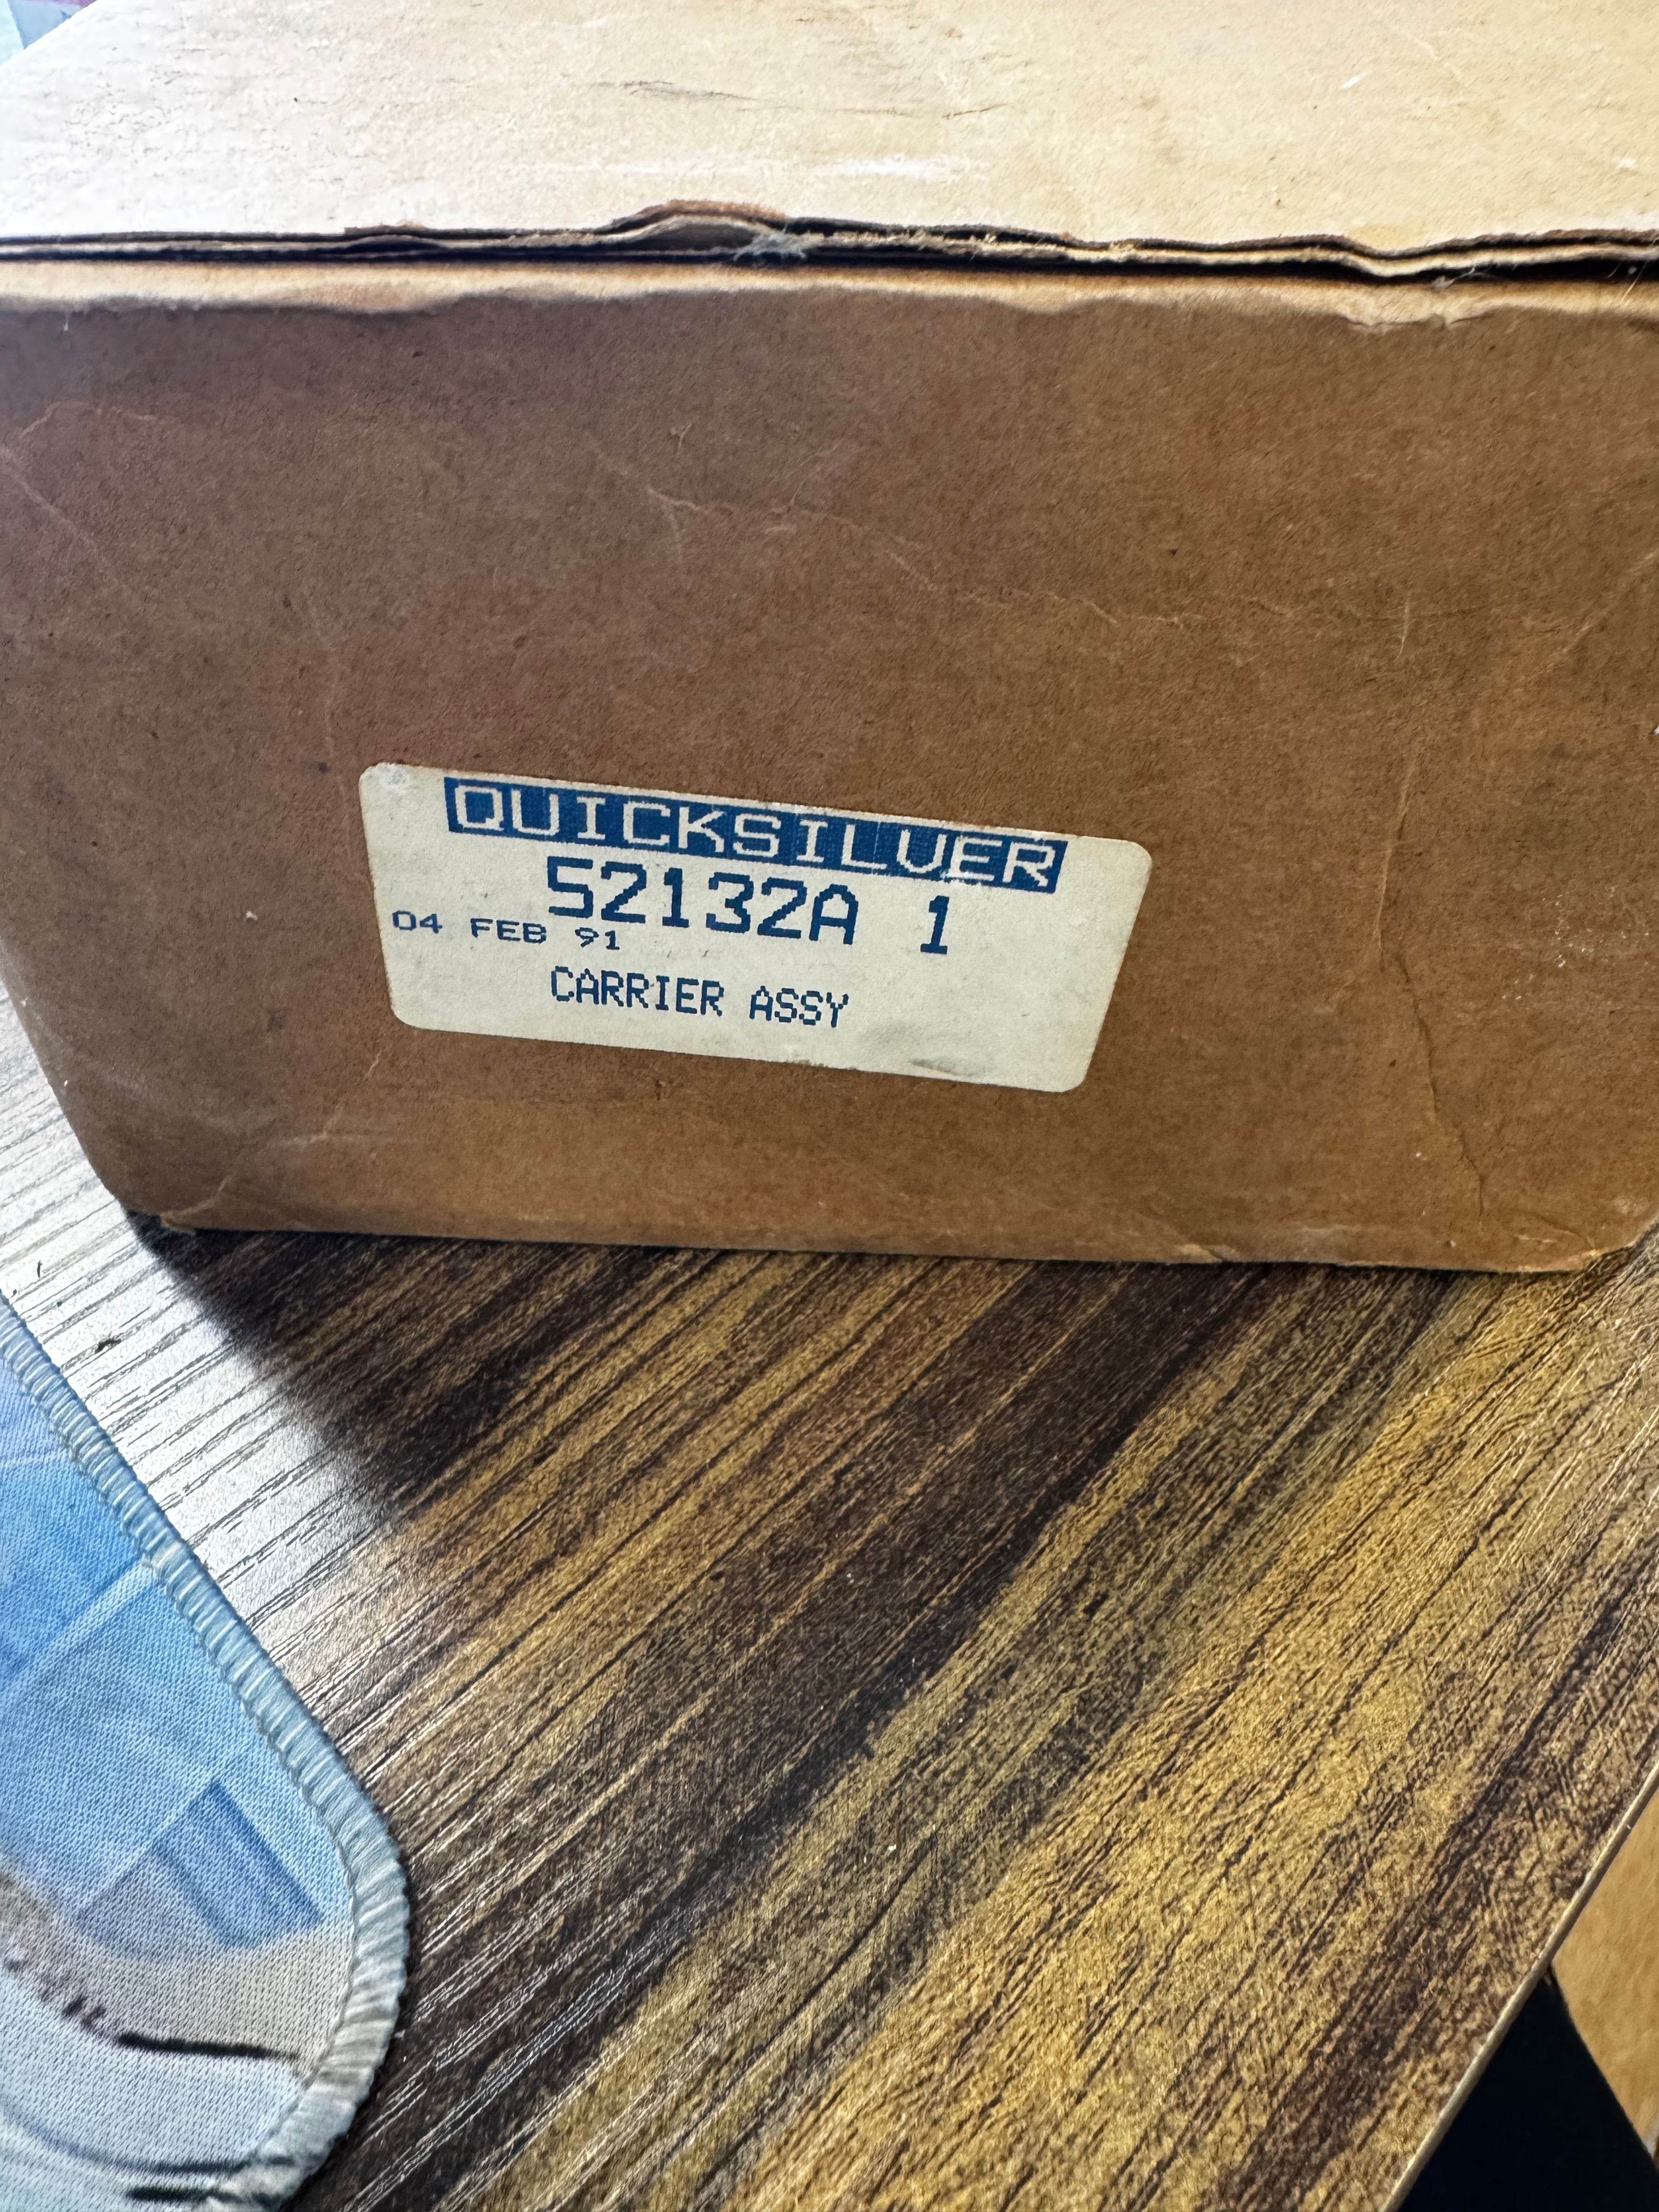 QUICKSILVER
52132A 1
04 FEB 91
CARRIER ASSY